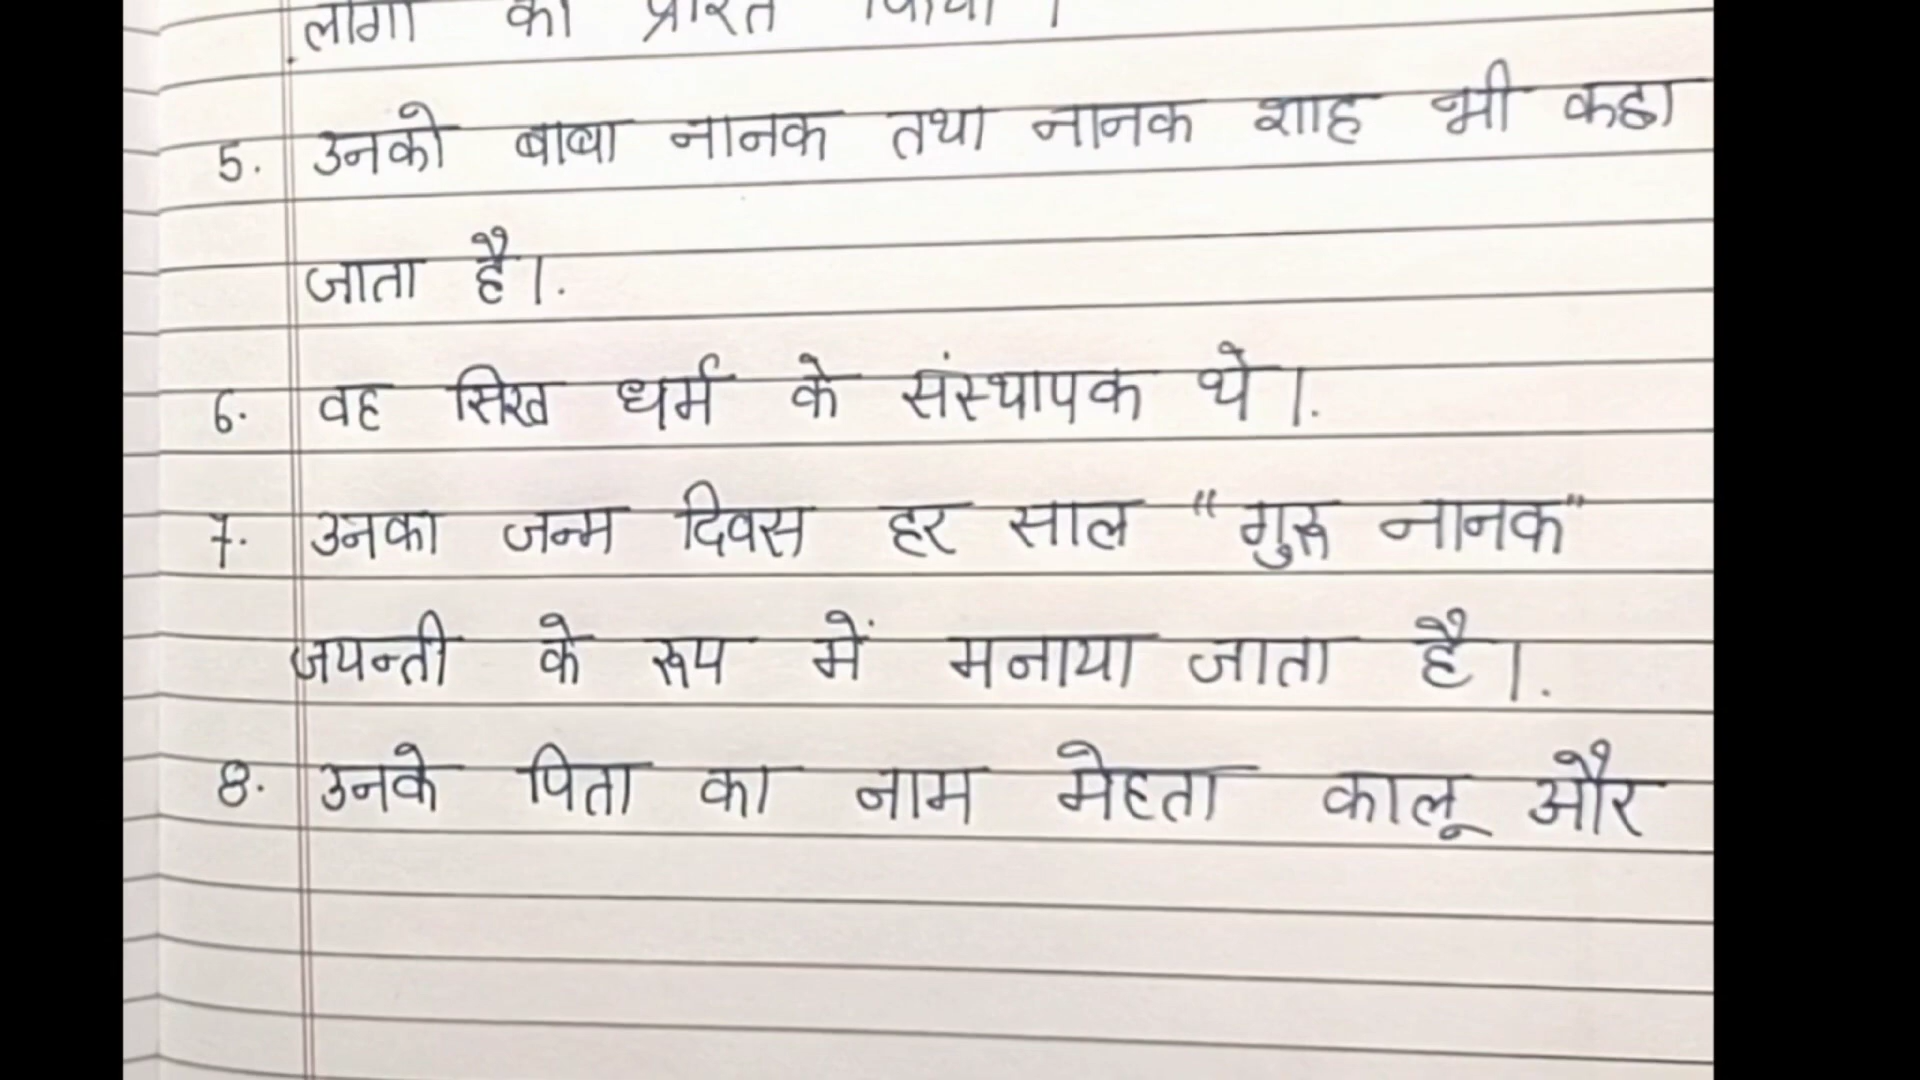 लोगों को प्रेरित किया ।
5. उनको बाबा नानक तथा नानक शाह भी कहा
जाता है।.
6. वह सिख धर्म के संस्थापक थे ।.
7. उनका जन्म दिवस हर साल "गुरू नानक"
जयन्ती के रूप में मनाया जाता है।.
8. उनके पिता का नाम मेहता कालू और